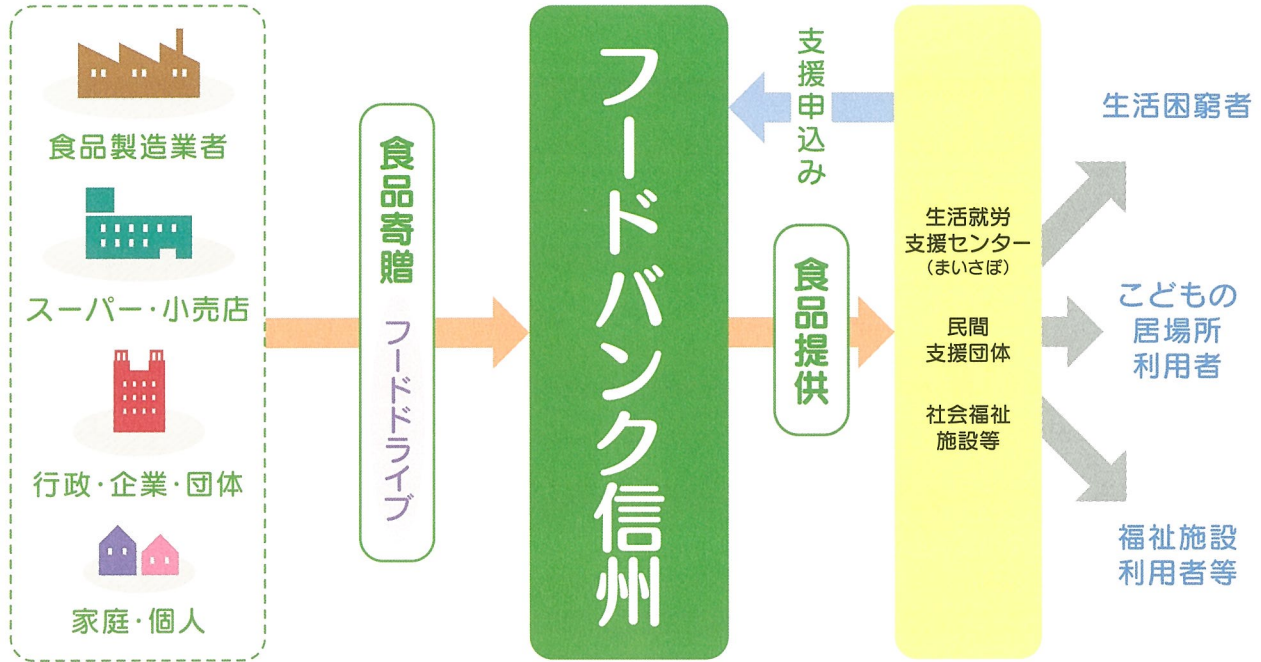 食品製造業者
スーパー・小売店
行政・企業・団体
家庭・個人
食品寄贈
フードドライブ
フードバンク信州
支援申込み
食品提供
生活就労
支援センター
(まいさぽ)
民間
支援団体
社会福祉
施設等
生活困窮者
こどもの
居場所
利用者
福祉施設
利用者等